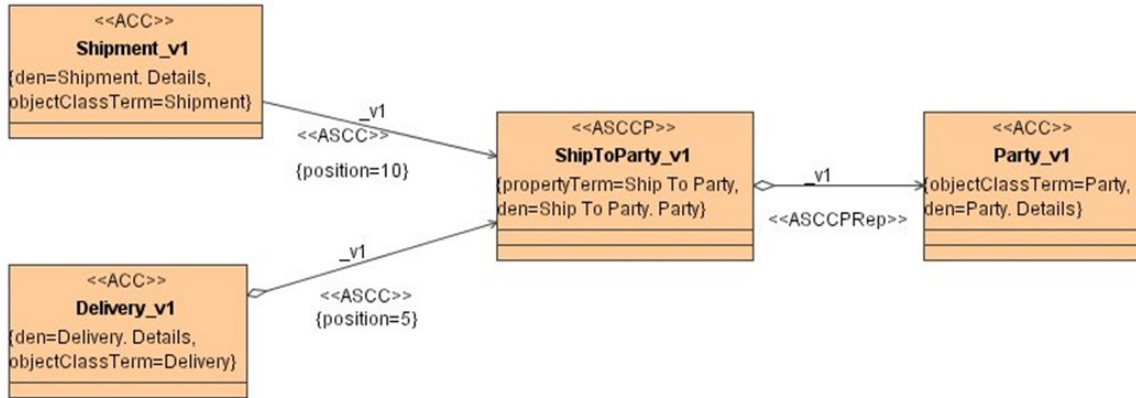 <<ACC>>
Shipment_v1
{den=Shipment. Details,
objectClassTerm=Shipment}
_v1
<<ASCC>>
{position=10}
<<ASCCP>>
ShipToParty_v1
{propertyTerm=Ship To Party,
den=Ship To Party. Party}
_v1
<<ASCCPRep>>
<<ACC>>
Party_v1
{objectClassTerm=Party,
den=Party. Details}
<<ACC>>
Delivery_v1
{den=Delivery. Details,
objectClassTerm=Delivery}
_v1
<<ASCC>>
{position=5}